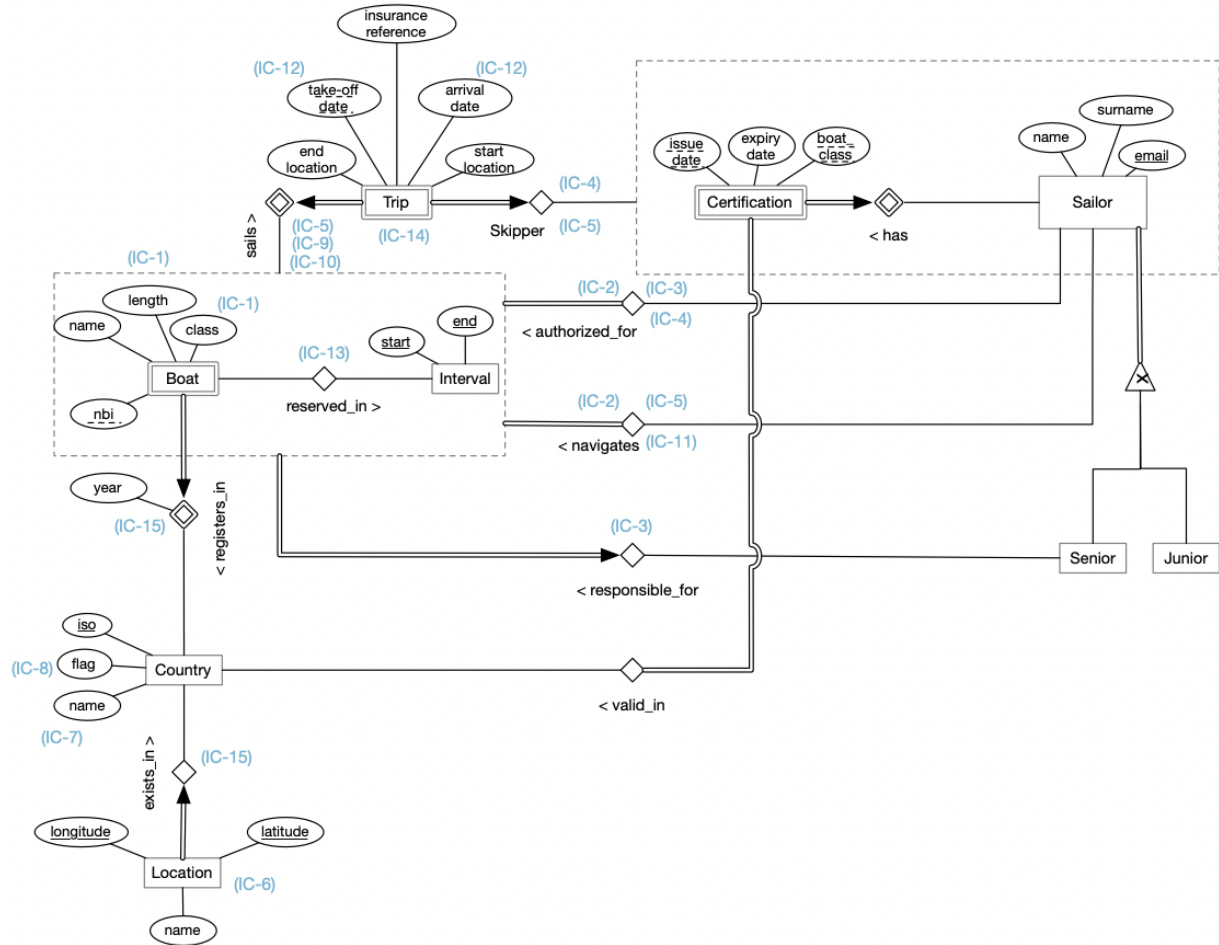 insurance
reference
(IC-12)
(IC-12)
take-off
date
arrival
date
end
location
start
location
Trip
sails >
(IC-5)
(IC-9)
(IC-10)
(IC-14)
Skipper
(IC-4)
(IC-5)
issue
date
expiry
date
boat_
class
name
surname
email
Certification
Sailor
< has
(IC-1)
length
(IC-1)
name
class
Boat
nbi
(IC-13)
reserved_in >
start
end
Interval
(IC-2)
(IC-3)
(IC-4)
< authorized_for
(IC-2)
(IC-5)
(IC-11)
< navigates
X
year
(IC-15)
< registers_in
(IC-3)
< responsible_for
Senior
Junior
iso
(IC-8)
flag
Country
name
(IC-7)
< valid_in
exists_in >
(IC-15)
longitude
latitude
Location
(IC-6)
name